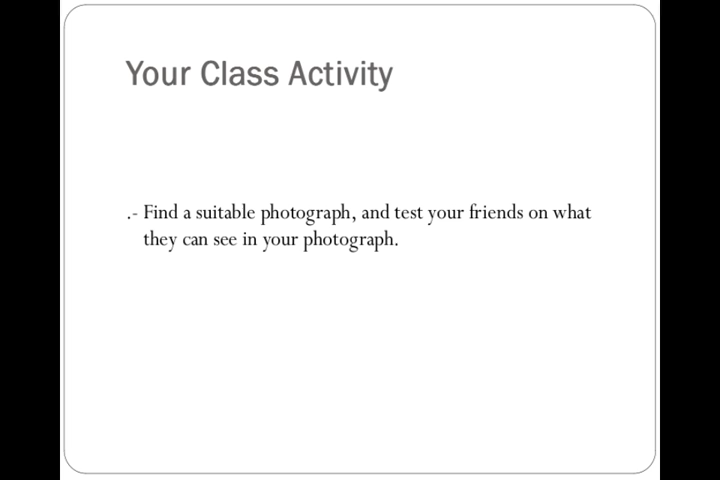 Your Class Activity
.- Find a suitable photograph, and test your friends on what
they can see in your photograph.